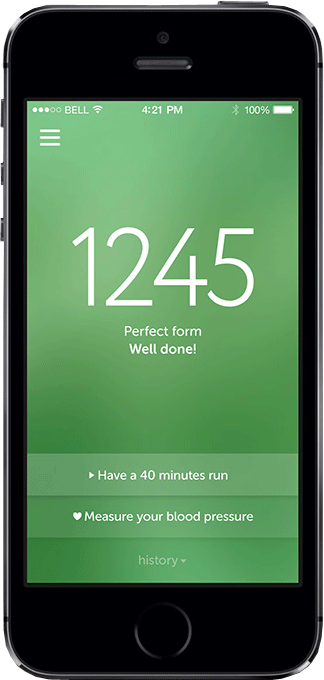 BELL 4:21 PM 100%
1245
Perfect form
Well done!
Have a 40 minutes run
Measure your blood pressure
history